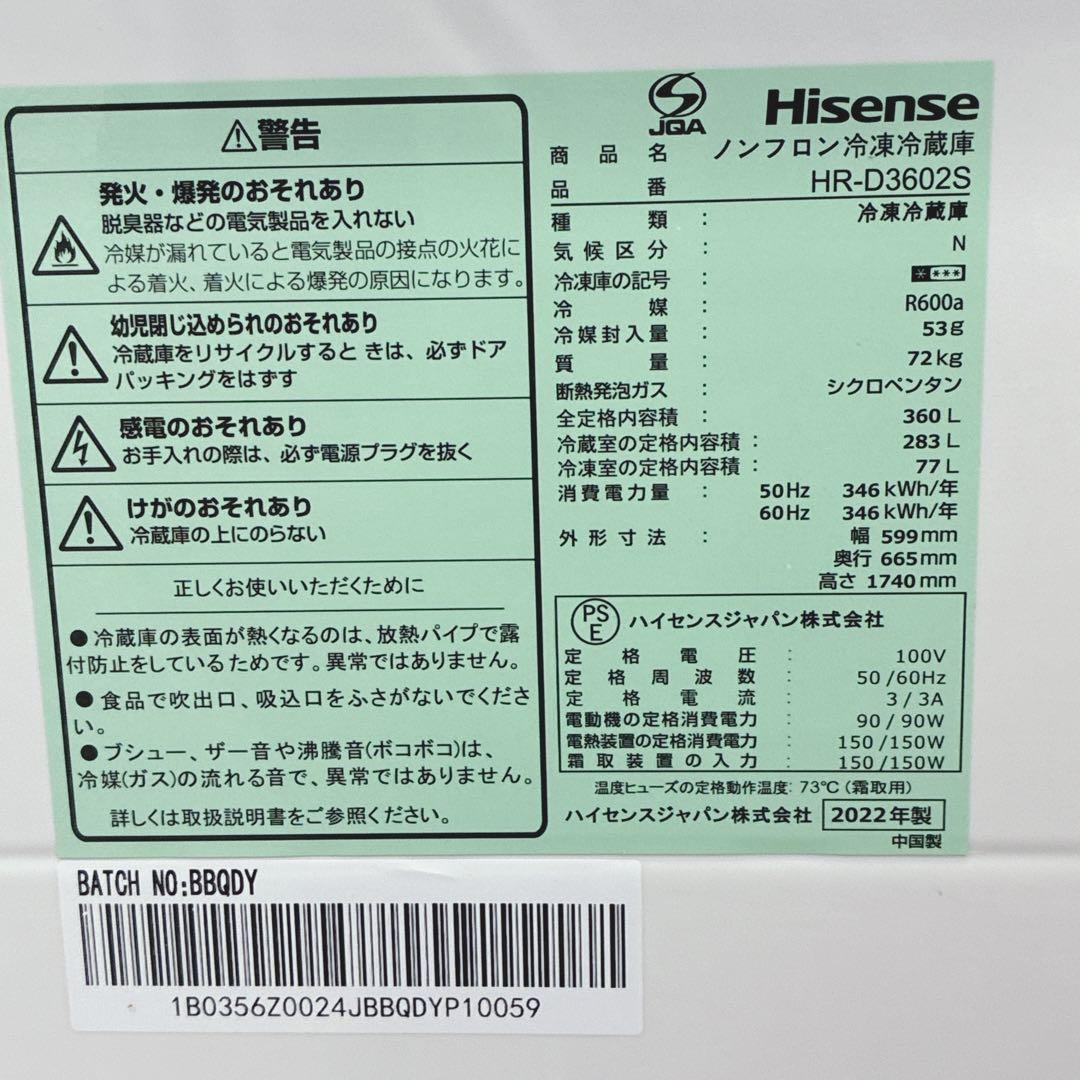 ⚠警告
発火・爆発のおそれあり
脱臭器などの電気製品を入れない
冷媒が漏れていると電気製品の接点の火花に
よる着火、着火による爆発の原因になります。
幼児閉じ込められのおそれあり
冷蔵庫をリサイクルするとき は、必ずドア
パッキングをはずす
感電のおそれあり
お手入れの際は、必ず電源プラグを抜く
けがのおそれあり
冷蔵庫の上にのらない
正しくお使いいただくために
●冷蔵庫の表面が熱くなるのは、放熱パイプで露
付防止をしているためです。異常ではありません。
●食品で吹出口、吸込口をふさがないでくださ
い。
●ブシュー、ザー音や沸騰音(ボコボコ)は、
冷媒(ガス)の流れる音で、異常ではありません。
詳しくは取扱説明書をご参照ください。
JQA
Hisense
商品名 ノンフロン冷凍冷蔵庫
品番 HR-D3602S
種類 : 冷凍冷蔵庫
気候区分 : N
冷凍庫の記号 : * ***
冷媒 : R600a
冷媒封入量 : 53g
質量 : 72kg
断熱発泡ガス : シクロペンタン
全定格内容積 : 360 L
冷蔵室の定格内容積 : 283 L
冷凍室の定格内容積 : 77 L
消費電力量 : 50Hz 346 kWh/年
60Hz 346 kWh/年
外形寸法 : 幅 599mm
奥行 665mm
高さ 1740mm
PS
E
ハイセンスジャパン株式会社
定格電圧 : 100V
定格周波数 : 50/60Hz
定格電流 : 3/3A
電動機の定格消費電力 : 90/90W
電熱装置の定格消費電力 : 150/150W
霜取装置の入力 : 150/150W
温度ヒューズの定格動作温度: 73℃(霜取用)
ハイセンスジャパン株式会社 2022年製
中国製
BATCH NO:BBQDY
1B0356Z0024JBBQDYP10059